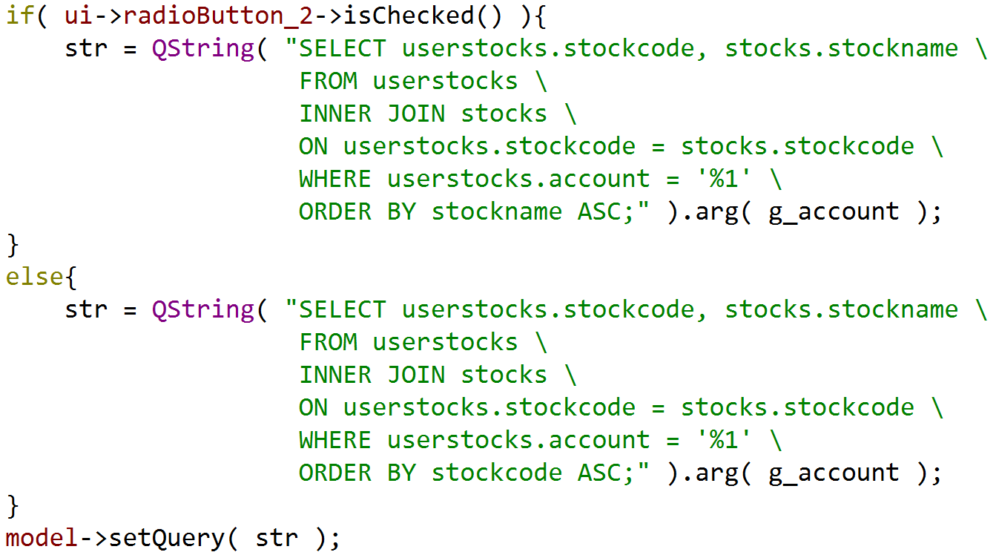 if( ui->radioButton_2->isChecked() ){
    str = QString( "SELECT userstocks.stockcode, stocks.stockname \
                    FROM userstocks \
                    INNER JOIN stocks \
                    ON userstocks.stockcode = stocks.stockcode \
                    WHERE userstocks.account = '%1' \
                    ORDER BY stockname ASC;" ).arg( g_account );
}
else{
    str = QString( "SELECT userstocks.stockcode, stocks.stockname \
                    FROM userstocks \
                    INNER JOIN stocks \
                    ON userstocks.stockcode = stocks.stockcode \
                    WHERE userstocks.account = '%1' \
                    ORDER BY stockcode ASC;" ).arg( g_account );
}
model->setQuery( str );